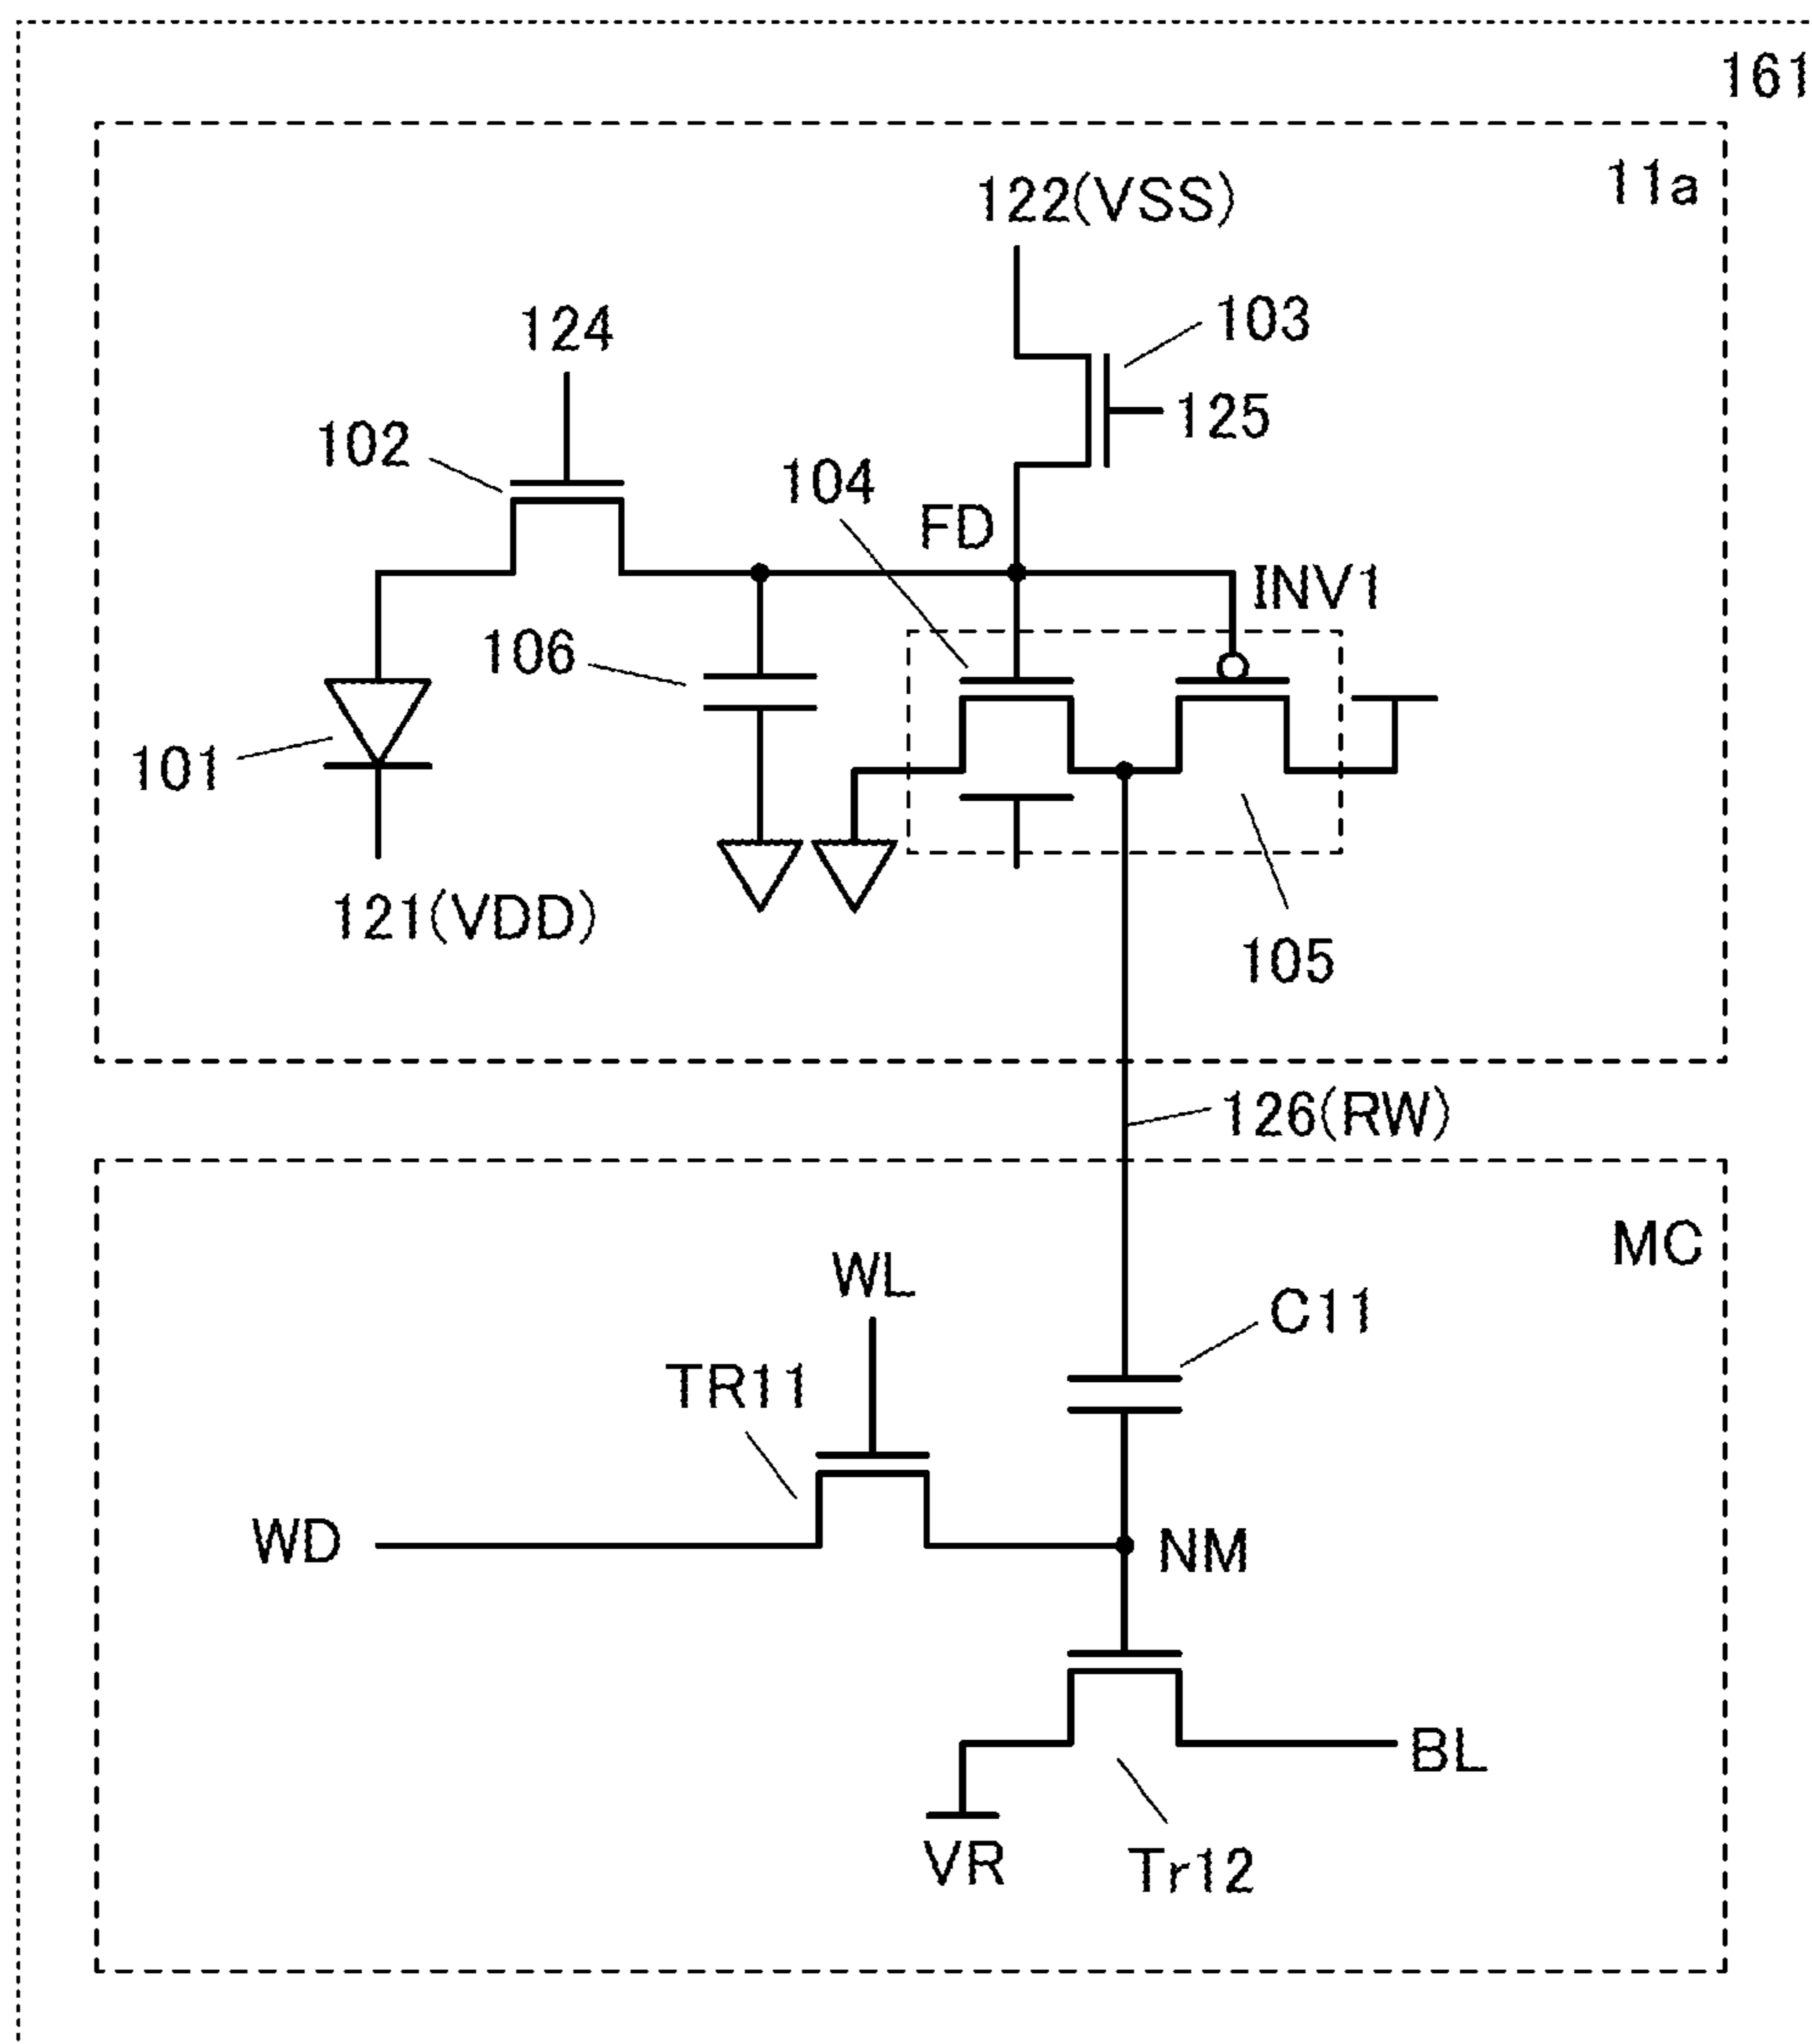 161
11a
122(VSS)
103
124
125
102
104
FD
INV1
106
101
121(VDD)
105
126(RW)
MC
WL
C11
TR11
WD
NM
BL
VR
Tr12